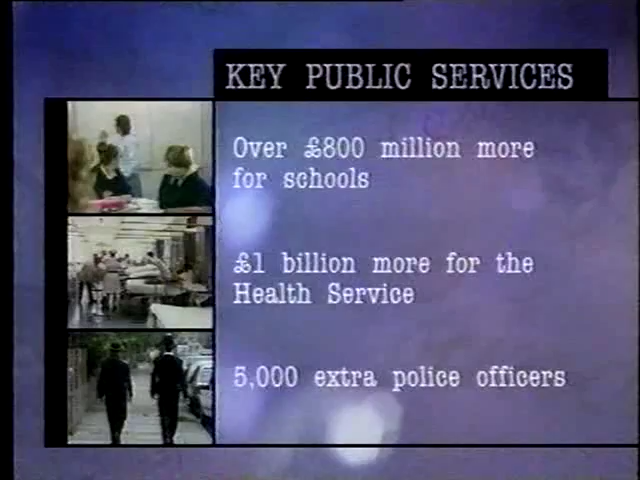 KEY PUBLIC SERVICES
Over £800 million more
for schools
£1 billion more for the
Health Service
5,000 extra police officers